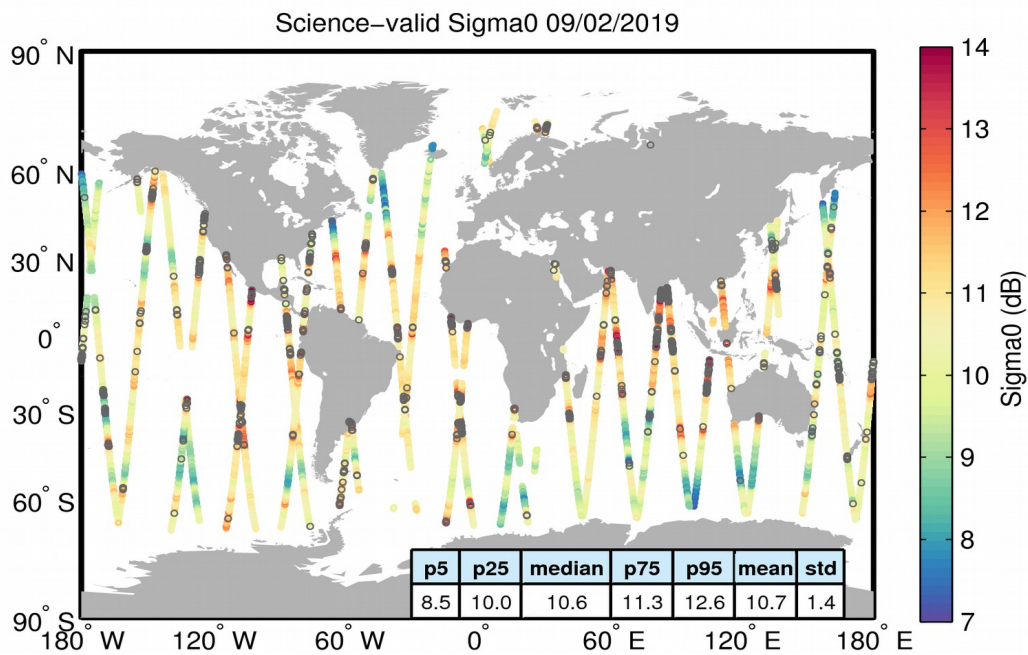 Science−valid Sigma0 09/02/2019
90° N
60° N
30° N
0°
30° S
60° S
90° S
180° W
120° W
60° W
0°
60° E
120° E
180° E
p5 p25 median p75 p95 mean std
8.5 10.0 10.6 11.3 12.6 10.7 1.4
14
13
12
11
10
9
8
7
Sigma0 (dB)